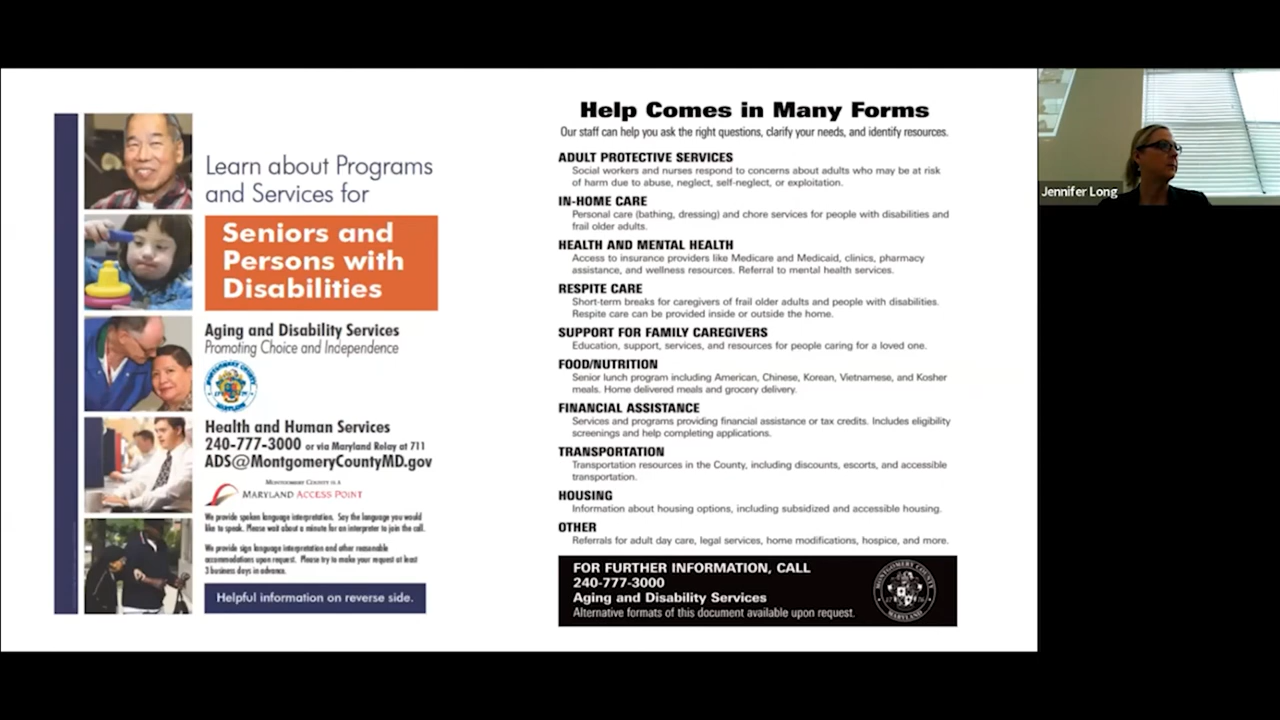 Learn about Programs
and Services for
Seniors and
Persons with
Disabilities
Aging and Disability Services
Promoting Choice and Independence
Health and Human Services
240-777-3000 or via Maryland Relay at 711
ADS@MontgomeryCountyMD.gov
MONTGOMERY COUNTY IS A
MARYLAND ACCESS POINT
We provide spoken language interpretation. Say the language you would
like to speak. Please wait about a minute for an interpreter to join the call.
We provide sign language interpretation and other reasonable
accommodations upon request. Please try to make your request at least
3 business days in advance.
Helpful information on reverse side.
Help Comes in Many Forms
Our staff can help you ask the right questions, clarify your needs, and identify resources.
ADULT PROTECTIVE SERVICES
Social workers and nurses respond to concerns about adults who may be at risk
of harm due to abuse, neglect, self-neglect, or exploitation.
IN-HOME CARE
Personal care (bathing, dressing) and chore services for people with disabilities and
frail older adults.
HEALTH AND MENTAL HEALTH
Access to insurance providers like Medicare and Medicaid, clinics, pharmacy
assistance, and wellness resources. Referral to mental health services.
RESPITE CARE
Short-term breaks for caregivers of frail older adults and people with disabilities.
Respite care can be provided inside or outside the home.
SUPPORT FOR FAMILY CAREGIVERS
Education, support, services, and resources for people caring for a loved one.
FOOD/NUTRITION
Senior lunch program including American, Chinese, Korean, Vietnamese, and Kosher
meals. Home delivered meals and grocery delivery.
FINANCIAL ASSISTANCE
Services and programs providing financial assistance or tax credits. Includes eligibility
screenings and help completing applications.
TRANSPORTATION
Transportation resources in the County, including discounts, escorts, and accessible
transportation.
HOUSING
Information about housing options, including subsidized and accessible housing.
OTHER
Referrals for adult day care, legal services, home modifications, hospice, and more.
FOR FURTHER INFORMATION, CALL
240-777-3000
Aging and Disability Services
Alternative formats of this document available upon request.
MONTGOMERY COUNTY
17 76
MARYLAND
Jennifer Long